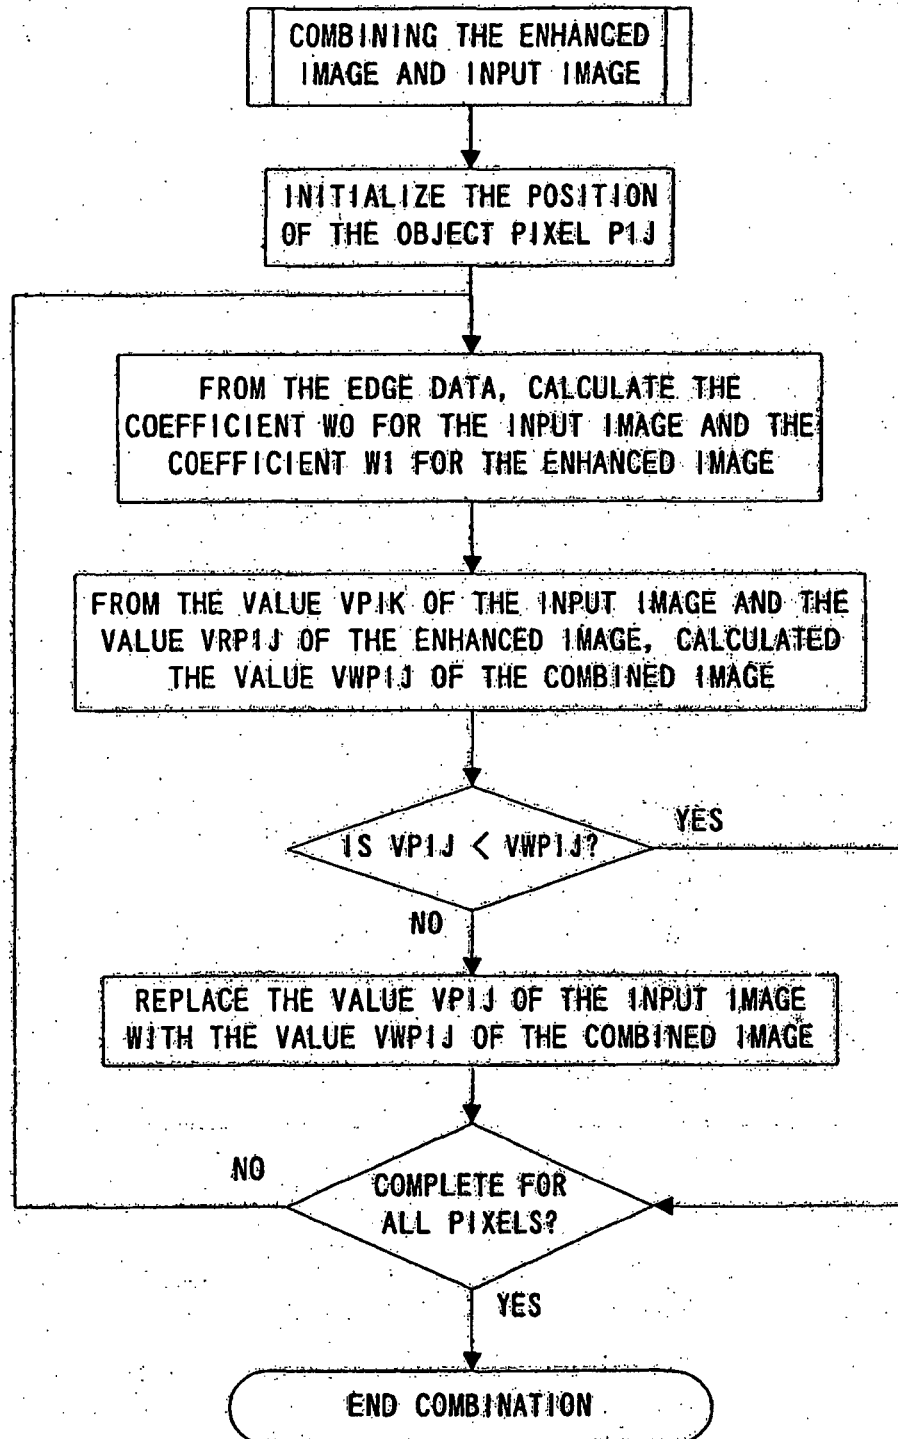 COMBINING THE ENHANCED
IMAGE AND INPUT IMAGE
INITIALIZE THE POSITION
OF THE OBJECT PIXEL PIJ
FROM THE EDGE DATA, CALCULATE THE
COEFFICIENT W0 FOR THE INPUT IMAGE AND THE
COEFFICIENT W1 FOR THE ENHANCED IMAGE
FROM THE VALUE VPIK OF THE INPUT IMAGE AND THE
VALUE VRPIJ OF THE ENHANCED IMAGE, CALCULATED
THE VALUE VWPIJ OF THE COMBINED IMAGE
IS VPIJ < VWPIJ?
YES
NO
REPLACE THE VALUE VPIJ OF THE INPUT IMAGE
WITH THE VALUE VWPIJ OF THE COMBINED IMAGE
NO
COMPLETE FOR
ALL PIXELS?
YES
END COMBINATION